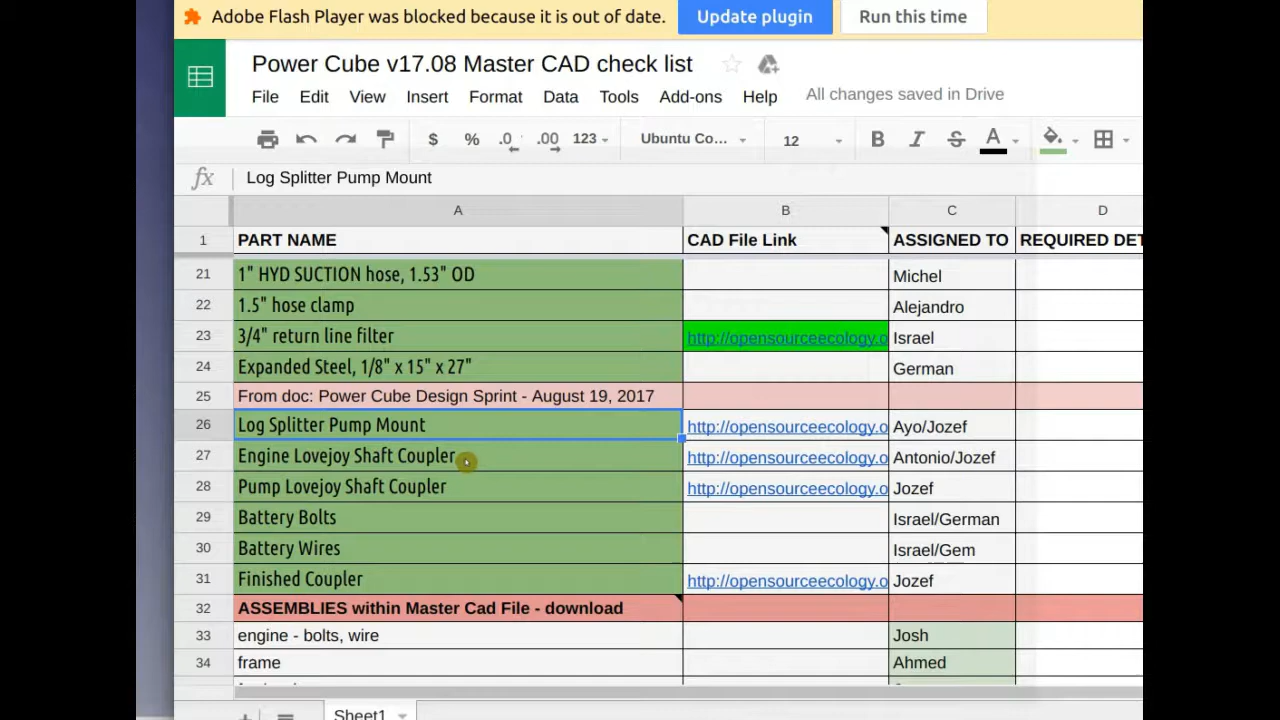 Adobe Flash Player was blocked because it is out of date. Update plugin Run this time
Power Cube v17.08 Master CAD check list
File Edit View Insert Format Data Tools Add-ons Help All changes saved in Drive
$ % .0 .00 123 Ubuntu Co... 12 B I S A
fx Log Splitter Pump Mount
A B C D
1 PART NAME CAD File Link ASSIGNED TO REQUIRED DET
21 1" HYD SUCTION hose, 1.53" OD Michel
22 1.5" hose clamp Alejandro
23 3/4" return line filter http://opensourceecology.o Israel
24 Expanded Steel, 1/8" x 15" x 27" German
25 From doc: Power Cube Design Sprint - August 19, 2017
26 Log Splitter Pump Mount http://opensourceecology.o Ayo/Jozef
27 Engine Lovejoy Shaft Coupler http://opensourceecology.o Antonio/Jozef
28 Pump Lovejoy Shaft Coupler http://opensourceecology.o Jozef
29 Battery Bolts Israel/German
30 Battery Wires Israel/Gem
31 Finished Coupler http://opensourceecology.o Jozef
32 ASSEMBLIES within Master Cad File - download
33 engine - bolts, wire Josh
34 frame Ahmed
Sheet1